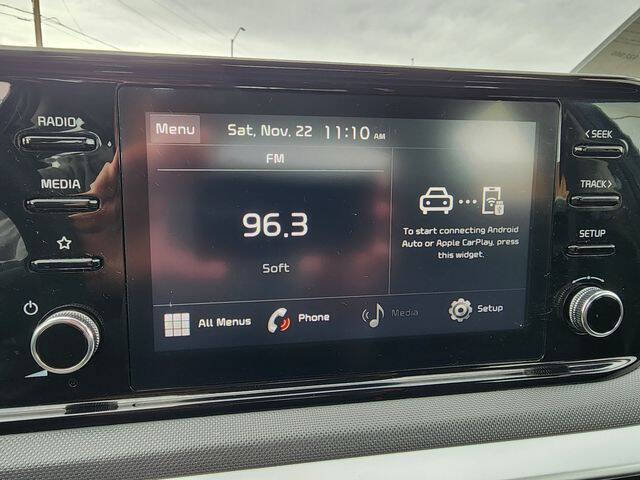 RADIO
MEDIA
Menu
Sat, Nov. 22 11:10 AM
FM
96.3
Soft
To start connecting Android
Auto or Apple CarPlay, press
this widget.
All Menus
Phone
Media
Setup
<SEEK
TRACK>
SETUP